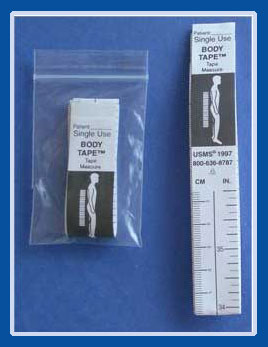 Patient
Single Use
BODY
TAPE™
Tape
Measure
Patient
Single Use
BODY
TAPE™
Tape
Measure
USMS® 1997
800-636-8767
CM
IN.
35
34